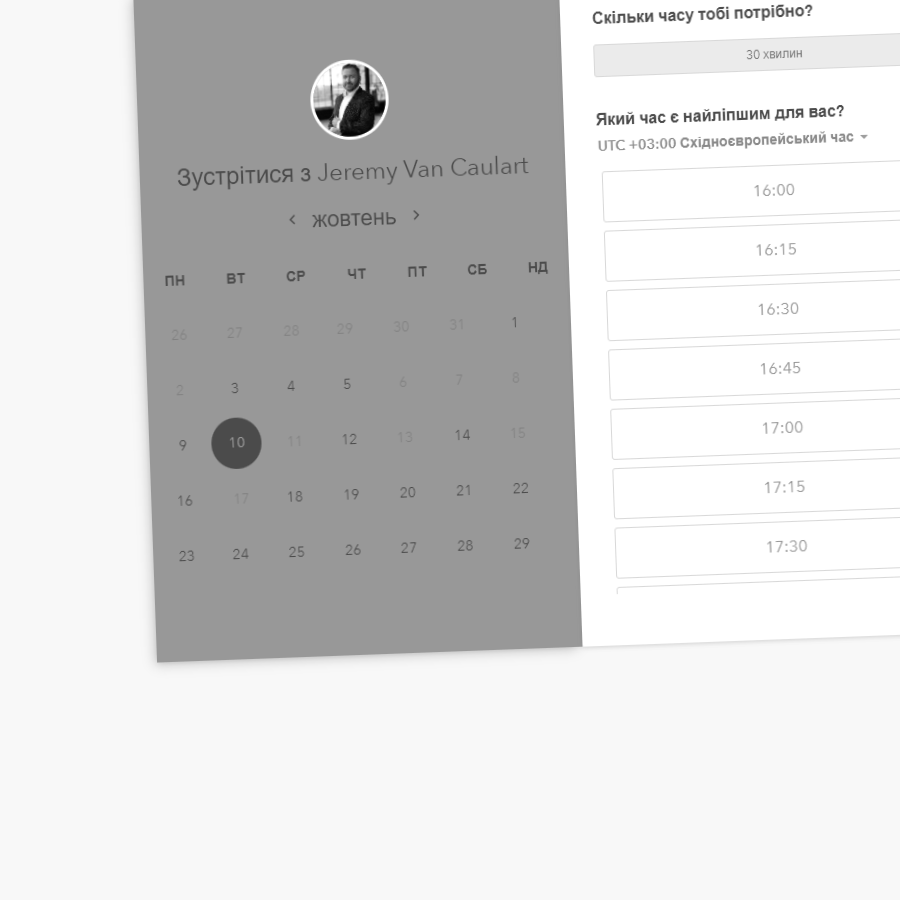 Зустрітися з Jeremy Van Caulart
жовтень
ПН ВТ СР ЧТ ПТ СБ НД
26 27 28 29 30 31 1
2 3 4 5 6 7 8
9 10 11 12 13 14 15
16 17 18 19 20 21 22
23 24 25 26 27 28 29
Скільки часу тобі потрібно?
30 хвилин
Який час є найліпшим для вас?
UTC +03:00 Східноєвропейський час
16:00
16:15
16:30
16:45
17:00
17:15
17:30